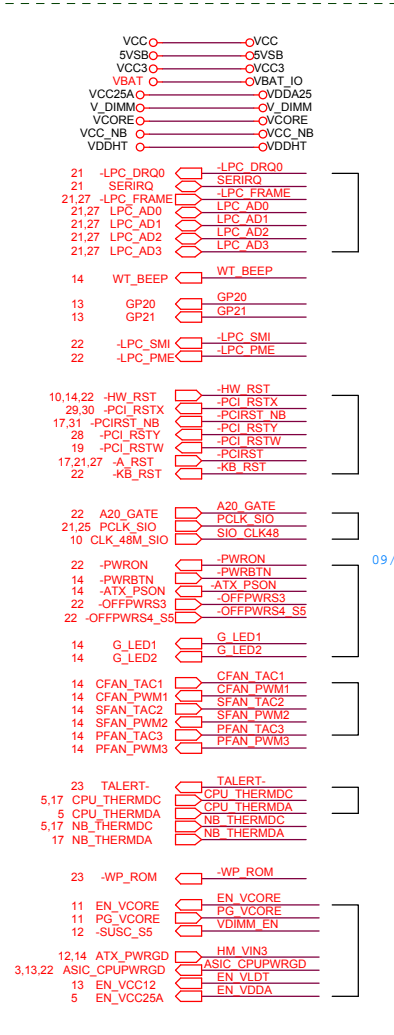 VCC VCC
5VSB 5VSB
VCC3 VCC3
VBAT VBAT_IO
VCC25A VDDA25
V_DIMM V_DIMM
VCORE VCORE
VCC_NB VCC_NB
VDDHT VDDHT
21 -LPC_DRQ0 -LPC_DRQ0
21 SERIRQ SERIRQ
21,27 -LPC_FRAME -LPC_FRAME
21,27 LPC_AD0 LPC_AD0
21,27 LPC_AD1 LPC_AD1
21,27 LPC_AD2 LPC_AD2
21,27 LPC_AD3 LPC_AD3
14 WT_BEEP WT_BEEP
13 GP20 GP20
13 GP21 GP21
22 -LPC_SMI -LPC_SMI
22 -LPC_PME -LPC_PME
10,14,22 -HW_RST -HW_RST
29,30 -PCI_RSTX -PCI_RSTX
17,31 -PCIRST_NB -PCIRST_NB
28 -PCI_RSTY -PCI_RSTY
19 -PCI_RSTW -PCI_RSTW
17,21,27 -A_RST -PCIRST
22 -KB_RST -KB_RST
22 A20_GATE A20_GATE
21,25 PCLK_SIO PCLK_SIO
10 CLK_48M_SIO SIO_CLK48
09/
22 -PWRON -PWRON
14 -PWRBTN -PWRBTN
14 -ATX_PSON -ATX_PSON
22 -OFFPWRS3 -OFFPWRS3
22 -OFFPWRS4_S5 -OFFPWRS4_S5
14 G_LED1 G_LED1
14 G_LED2 G_LED2
14 CFAN_TAC1 CFAN_TAC1
14 CFAN_PWM1 CFAN_PWM1
14 SFAN_TAC2 SFAN_TAC2
14 SFAN_PWM2 SFAN_PWM2
14 PFAN_TAC3 PFAN_TAC3
14 PFAN_PWM3 PFAN_PWM3
23 TALERT- TALERT-
5,17 CPU_THERMDC CPU_THERMDC
5 CPU_THERMDA CPU_THERMDA
5,17 NB_THERMDC NB_THERMDC
17 NB_THERMDA NB_THERMDA
23 -WP_ROM -WP_ROM
11 EN_VCORE EN_VCORE
11 PG_VCORE PG_VCORE
12 -SUSC_S5 VDIMM_EN
12,14 ATX_PWRGD HM_VIN3
3,13,22 ASIC_CPUPWRGD ASIC_CPUPWRGD
13 EN_VCC12 EN_VLDT
5 EN_VCC25A EN_VDDA